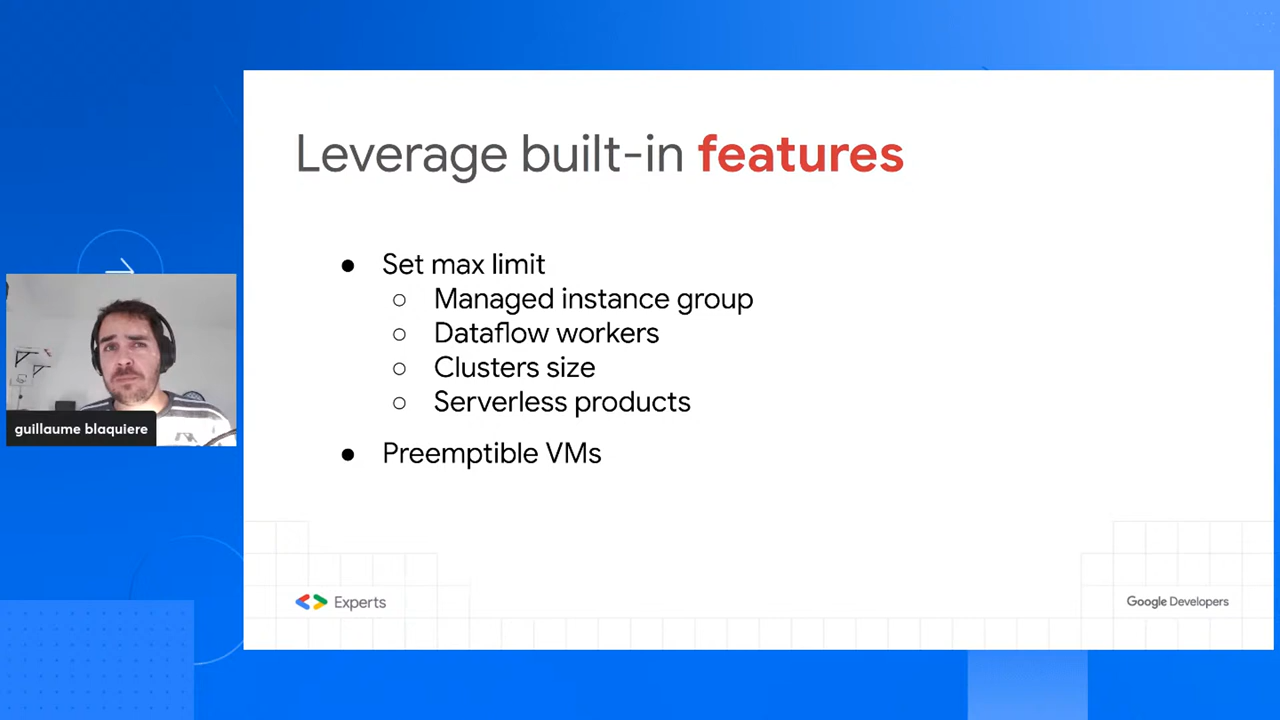 Leverage built-in features
● Set max limit
○ Managed instance group
○ Dataflow workers
○ Clusters size
○ Serverless products
● Preemptible VMs
guillaume blaquiere
Experts
Google Developers